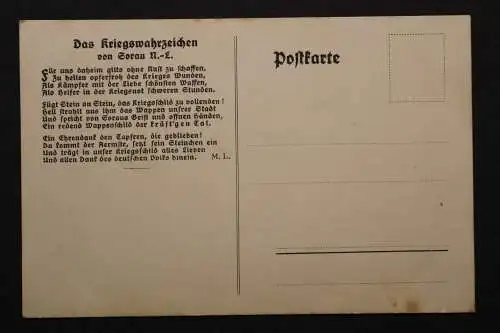 Das Kriegswahrzeichen
von Sorau N.-L.
Für uns daheim gilts ohne Rast zu schaffen,
Zu heilen opferfroh des Krieges Wunden,
Als Kämpfer mit der Liebe schönsten Waffen,
Als Helfer in der Kriegsnot schweren Stunden.
Fügt Stein an Stein, das Kriegsschild zu vollenden!
Hell strahlt aus ihm das Wappen unsrer Stadt
Und spricht von Soraus Geist und offnen Händen,
Ein redend Wappenschild der kräft'gen Tat.
Ein Ehrendank den Tapfren, die geblieben!
Da kommt der Aermste, setzt sein Steinchen ein
Und trägt in unser Kriegsschild alles Lieben
Und allen Dank des deutschen Volks hinein. M. L.
Postkarte